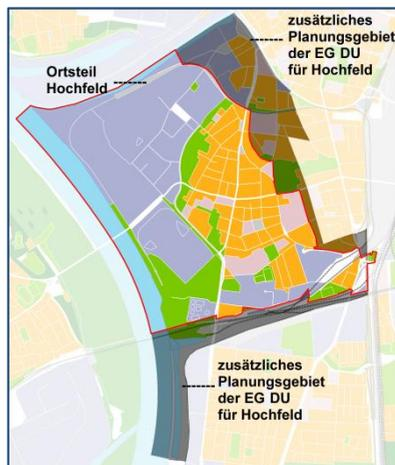 zusätzliches
Planungsgebiet
der EG DU
für Hochfeld
Ortsteil
Hochfeld
zusätzliches
Planungsgebiet
der EG DU
für Hochfeld